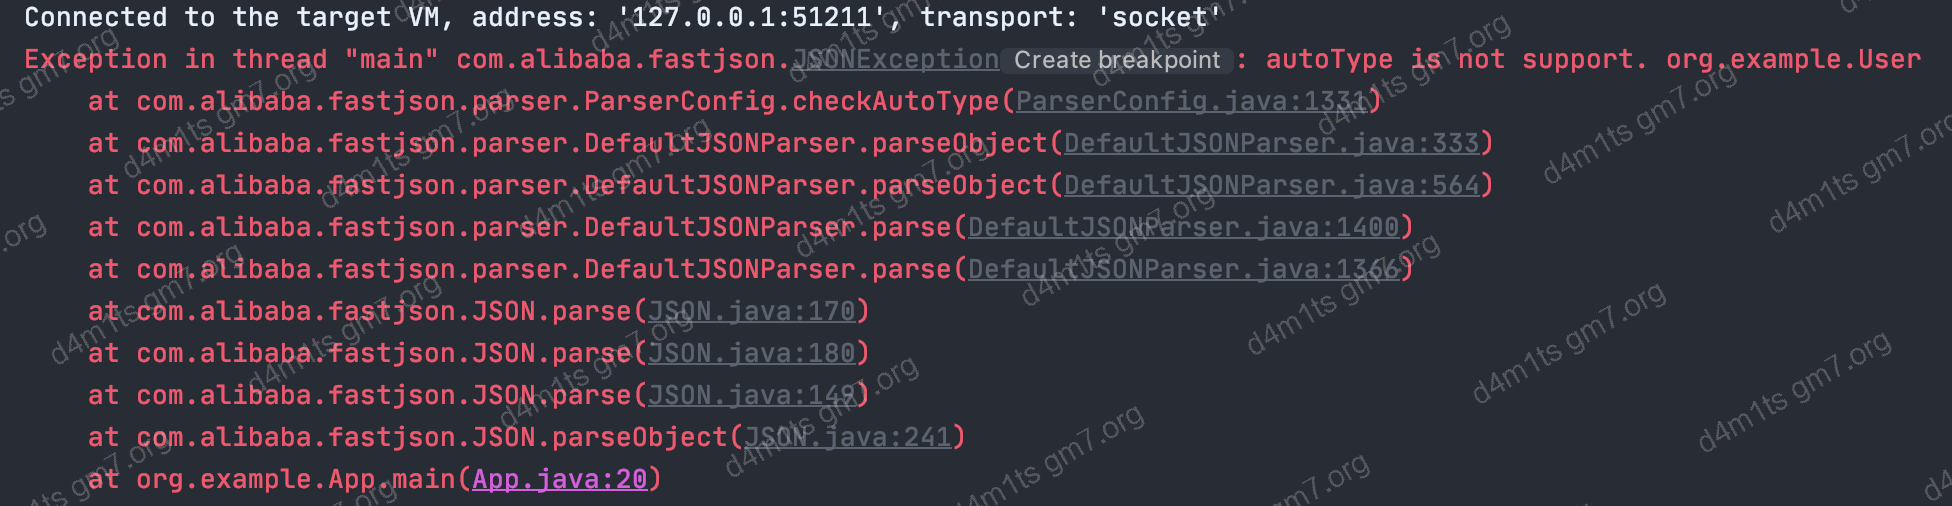 Connected to the target VM, address: '127.0.0.1:51211', transport: 'socket'
Exception in thread "main" com.alibaba.fastjson.JSONException Create breakpoint : autoType is not support. org.example.User
at com.alibaba.fastjson.parser.ParserConfig.checkAutoType(ParserConfig.java:1331)
at com.alibaba.fastjson.parser.DefaultJSONParser.parseObject(DefaultJSONParser.java:333)
at com.alibaba.fastjson.parser.DefaultJSONParser.parseObject(DefaultJSONParser.java:564)
at com.alibaba.fastjson.parser.DefaultJSONParser.parse(DefaultJSONParser.java:1400)
at com.alibaba.fastjson.parser.DefaultJSONParser.parse(DefaultJSONParser.java:1366)
at com.alibaba.fastjson.JSON.parse(JSON.java:170)
at com.alibaba.fastjson.JSON.parse(JSON.java:180)
at com.alibaba.fastjson.JSON.parse(JSON.java:149)
at com.alibaba.fastjson.JSON.parseObject(JSON.java:241)
at org.example.App.main(App.java:20)
d4m1ts gm7.org